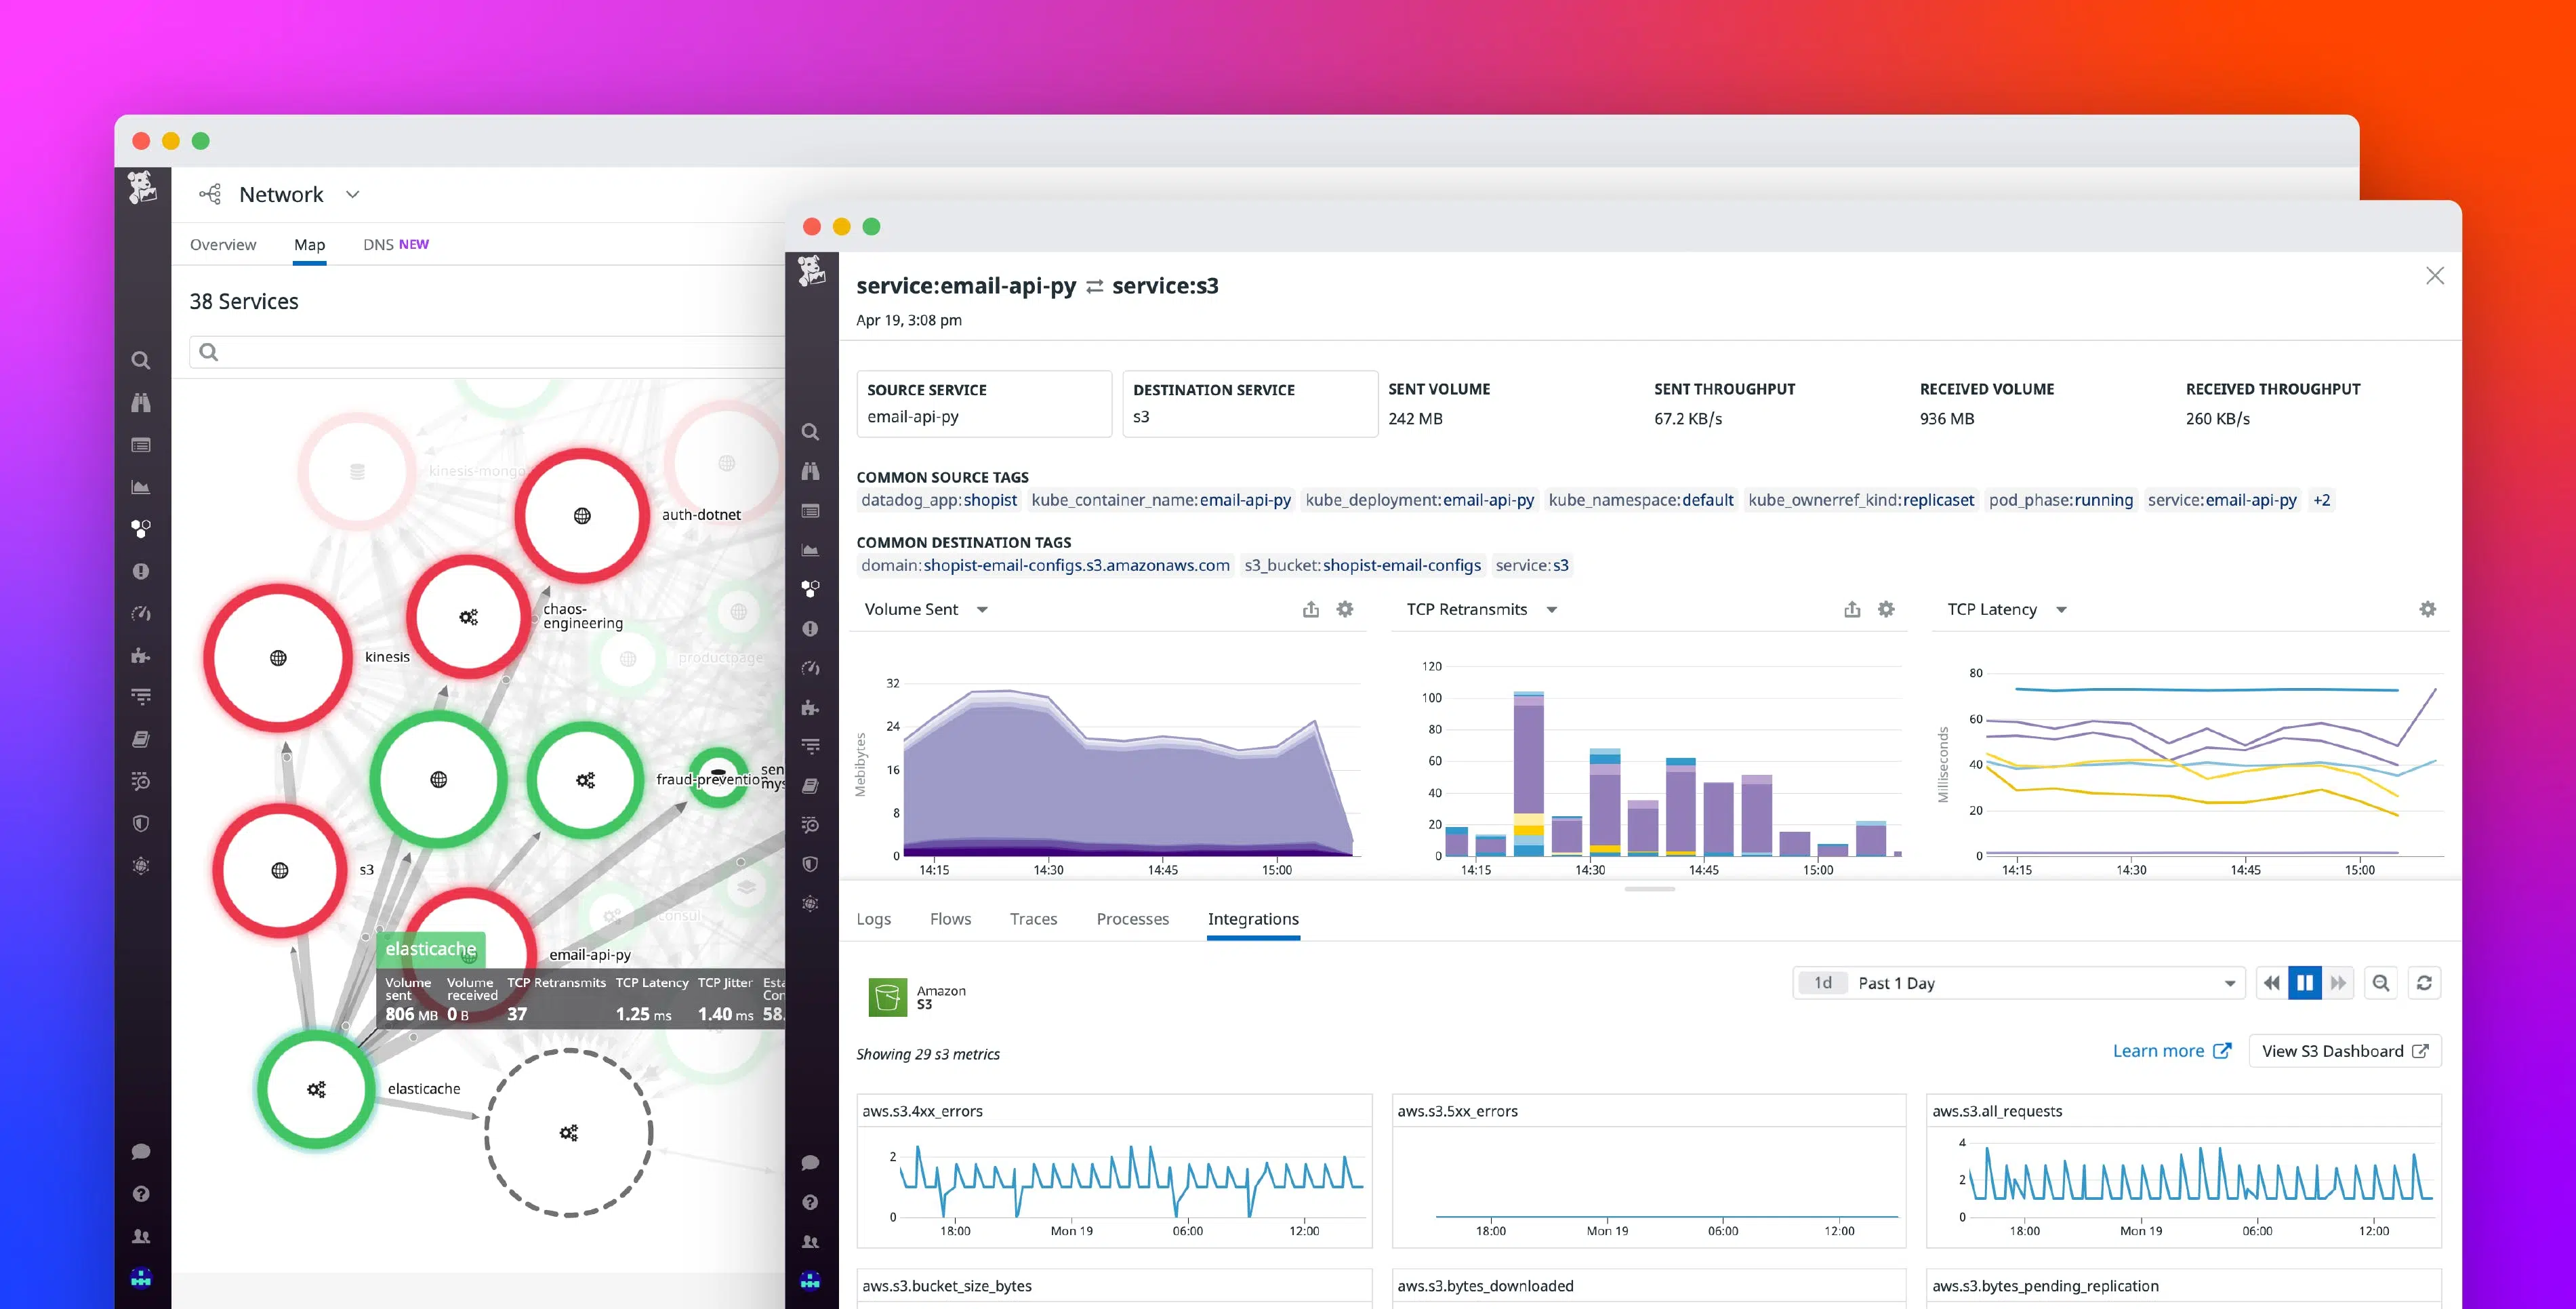 Network
Overview Map DNS NEW
38 Services
kinesis-mongo
auth-dotnet
chaos-
engineering
kinesis
productpage
fraud-prevention
sen
mys
s3
consul
email-api-py
elasticache
Volume sent Volume received TCP Retransmits TCP Latency TCP Jitter Esta Con
806 MB 0 B 37 1.25 ms 1.40 ms 58.
elasticache
service:email-api-py ⇄ service:s3
Apr 19, 3:08 pm
SOURCE SERVICE DESTINATION SERVICE SENT VOLUME SENT THROUGHPUT RECEIVED VOLUME RECEIVED THROUGHPUT
email-api-py s3 242 MB 67.2 KB/s 936 MB 260 KB/s
COMMON SOURCE TAGS
datadog_app:shopist kube_container_name:email-api-py kube_deployment:email-api-py kube_namespace:default kube_ownerref_kind:replicaset pod_phase:running service:email-api-py +2
COMMON DESTINATION TAGS
domain:shopist-email-configs.s3.amazonaws.com s3_bucket:shopist-email-configs service:s3
Volume Sent
Mebibytes
32
24
16
8
0
14:15 14:30 14:45 15:00
TCP Retransmits
120
100
80
60
40
20
0
14:15 14:30 14:45 15:00
TCP Latency
Milliseconds
80
60
40
20
0
14:15 14:30 14:45 15:00
Logs Flows Traces Processes Integrations
Amazon
S3
1d Past 1 Day
Showing 29 s3 metrics
Learn more View S3 Dashboard
aws.s3.4xx_errors
2
0
18:00 Mon 19 06:00 12:00
aws.s3.5xx_errors
18:00 Mon 19 06:00 12:00
aws.s3.all_requests
4
2
0
18:00 Mon 19 06:00 12:00
aws.s3.bucket_size_bytes aws.s3.bytes_downloaded aws.s3.bytes_pending_replication